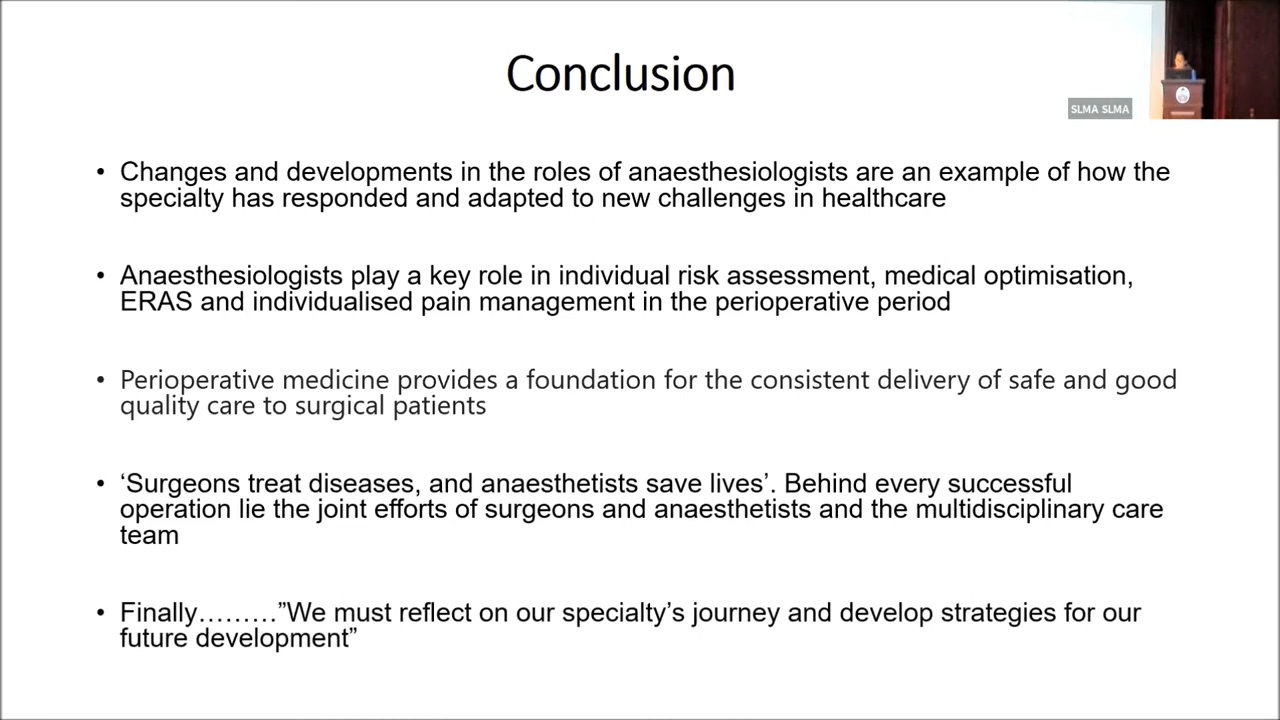 Conclusion
SLMA SLMA
• Changes and developments in the roles of anaesthesiologists are an example of how the
specialty has responded and adapted to new challenges in healthcare
• Anaesthesiologists play a key role in individual risk assessment, medical optimisation,
ERAS and individualised pain management in the perioperative period
• Perioperative medicine provides a foundation for the consistent delivery of safe and good
quality care to surgical patients
• ‘Surgeons treat diseases, and anaesthetists save lives’. Behind every successful
operation lie the joint efforts of surgeons and anaesthetists and the multidisciplinary care
team
• Finally………”We must reflect on our specialty’s journey and develop strategies for our
future development”